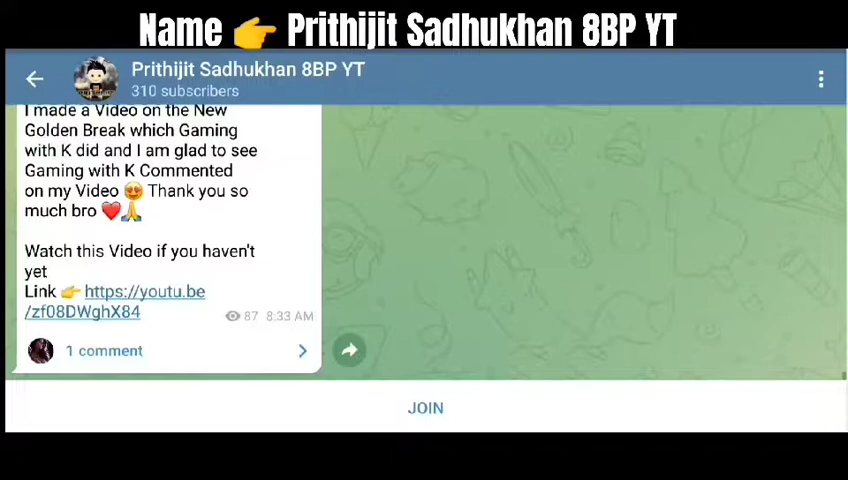 Name 👉 Prithijit Sadhukhan 8BP YT
Prithijit Sadhukhan 8BP YT
310 subscribers
I made a Video on the New
Golden Break which Gaming
with K did and I am glad to see
Gaming with K Commented
on my Video 😍 Thank you so
much bro ❤️🙏
Watch this Video if you haven't
yet
Link 👉 https://youtu.be
/zf08DWghX84
87 8:33 AM
1 comment
JOIN